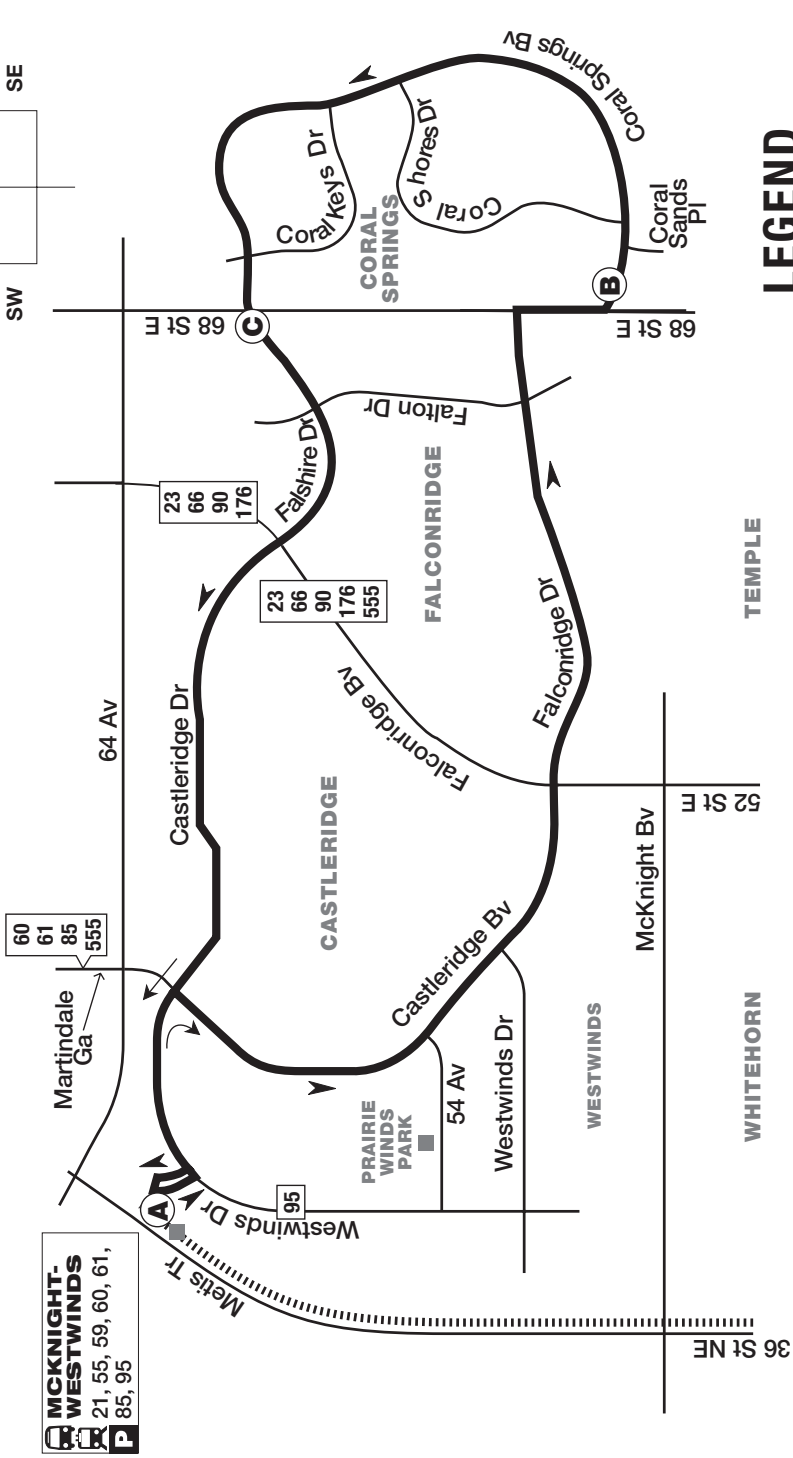 MCKNIGHT-
WESTWINDS
21, 55, 59, 60, 61,
85, 95
P
Martindale
Ga
60
61
85
555
64 Av
A
Metis Tr
Westwinds Dr
95
Castleridge Dr
23
66
90
176
Falshire Dr
23
66
90
176
555
C
68 St E
SW
SE
Coral Keys Dr
CORAL
SPRINGS
Coral Shores Dr
Coral Springs Bv
Coral
Sands
Pl
B
68 St E
Falton Dr
FALCONRIDGE
Falconridge Bv
Falconridge Dr
CASTLERIDGE
Castleridge Bv
PRAIRIE
WINDS
PARK
54 Av
Westwinds Dr
WESTWINDS
McKnight Bv
52 St E
36 St NE
WHITEHORN
TEMPLE
LEGEND